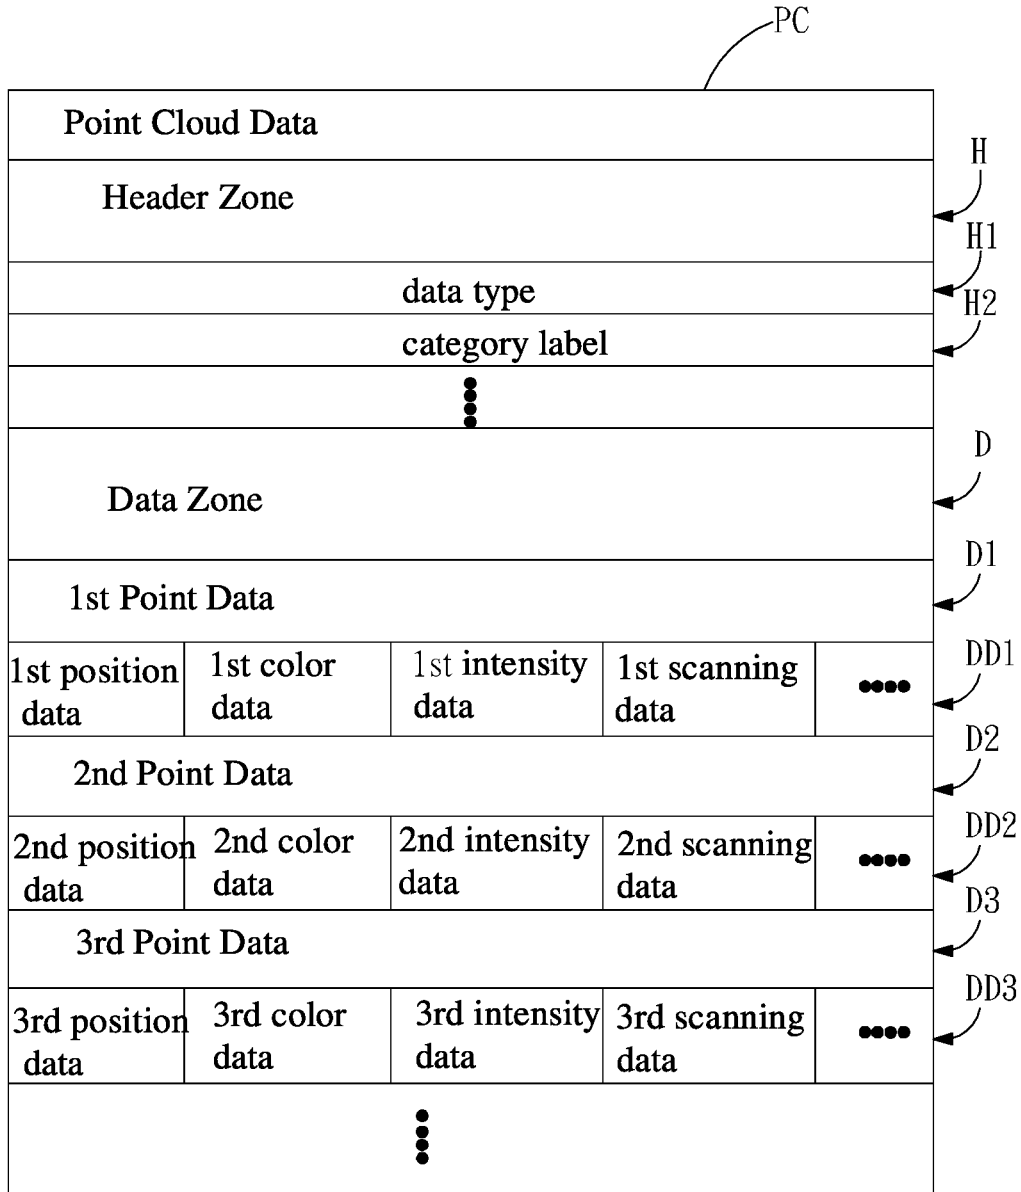 PC
Point Cloud Data
H
Header Zone
H1
data type
H2
category label
D
Data Zone
D1
1st Point Data
DD1
1st position data
1st color data
1st intensity data
1st scanning data
D2
2nd Point Data
DD2
2nd position data
2nd color data
2nd intensity data
2nd scanning data
D3
3rd Point Data
DD3
3rd position data
3rd color data
3rd intensity data
3rd scanning data